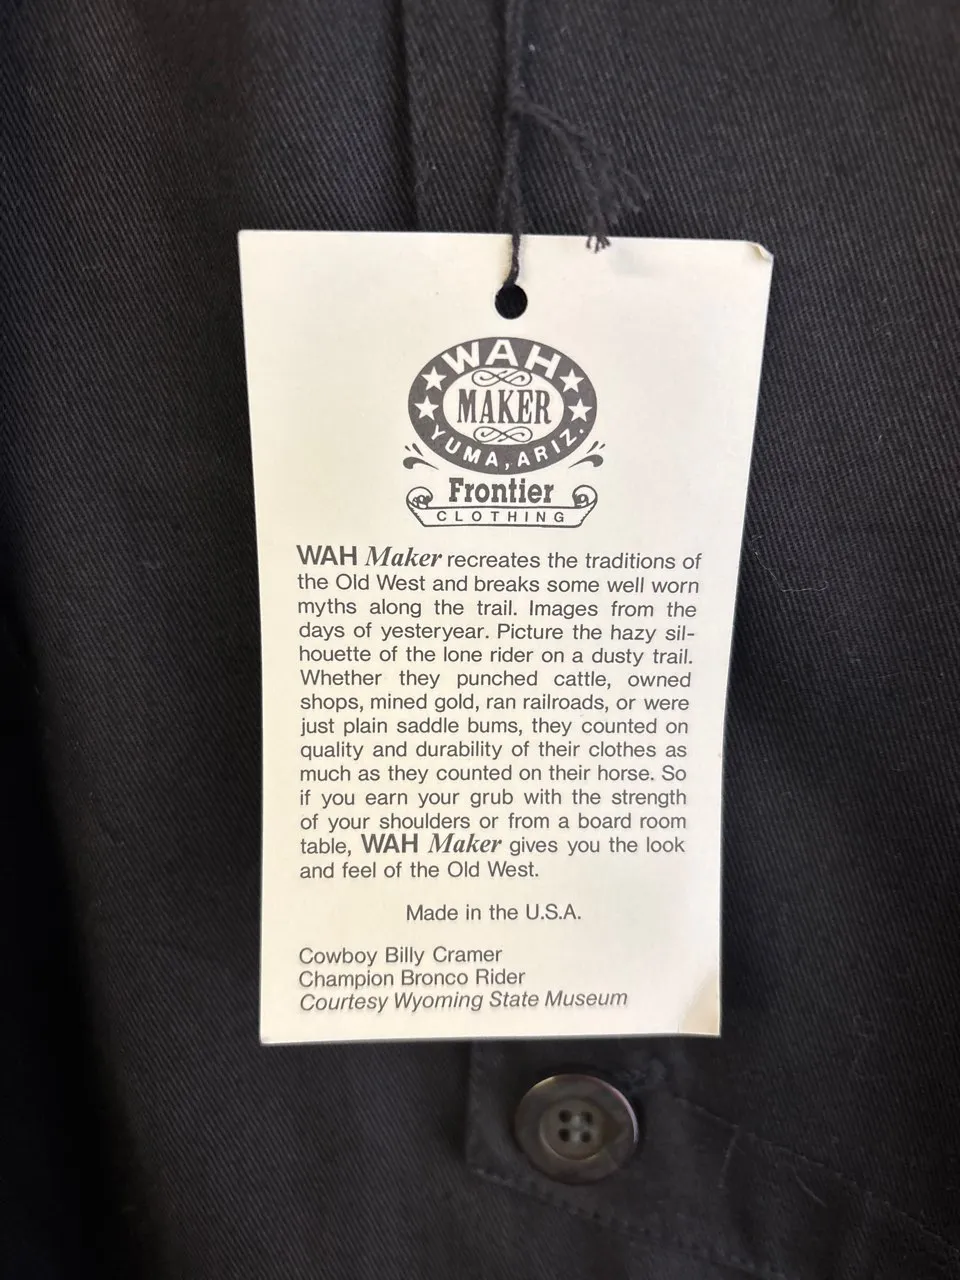 WAH
MAKER
YUMA, ARIZ.
Frontier
CLOTHING
WAH Maker recreates the traditions of
the Old West and breaks some well worn
myths along the trail. Images from the
days of yesteryear. Picture the hazy sil-
houette of the lone rider on a dusty trail.
Whether they punched cattle, owned
shops, mined gold, ran railroads, or were
just plain saddle bums, they counted on
quality and durability of their clothes as
much as they counted on their horse. So
if you earn your grub with the strength
of your shoulders or from a board room
table, WAH Maker gives you the look
and feel of the Old West.
Made in the U.S.A.
Cowboy Billy Cramer
Champion Bronco Rider
Courtesy Wyoming State Museum